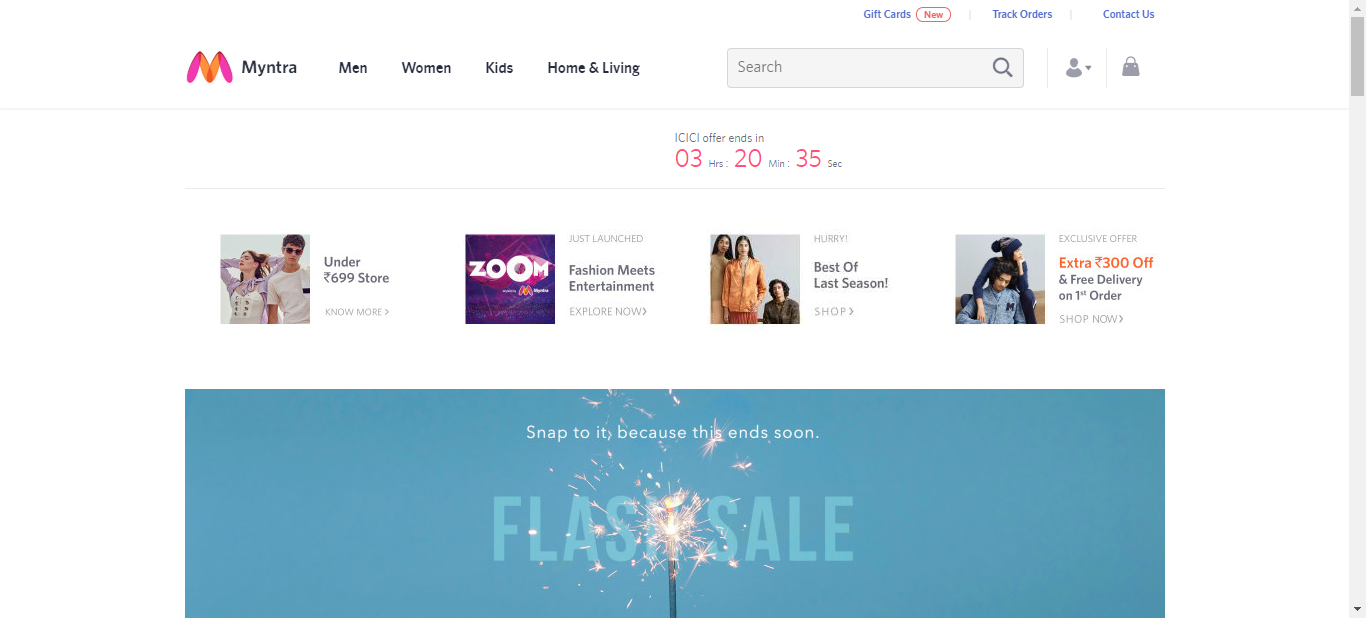 Gift Cards New Track Orders Contact Us
Myntra Men Women Kids Home & Living Search
ICICI offer ends in
03 Hrs : 20 Min : 35 Sec
Under
₹699 Store
KNOW MORE >
JUST LAUNCHED
ZOOM
Myntra
Fashion Meets
Entertainment
EXPLORE NOW>
HURRY!
Best Of
Last Season!
SHOP >
EXCLUSIVE OFFER
Extra ₹300 Off
& Free Delivery
on 1st Order
SHOP NOW>
Snap to it, because this ends soon.
FLASH SALE